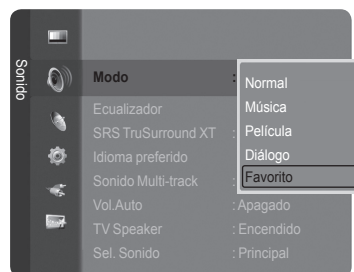 Sonido
Modo :
Ecualizador
SRS TruSurround XT :
Idioma preferido
Sonido Multi-track :
Vol.Auto : Apagado
TV Speaker : Encendido
Sel. Sonido : Principal
Normal
Música
Película
Diálogo
Favorito